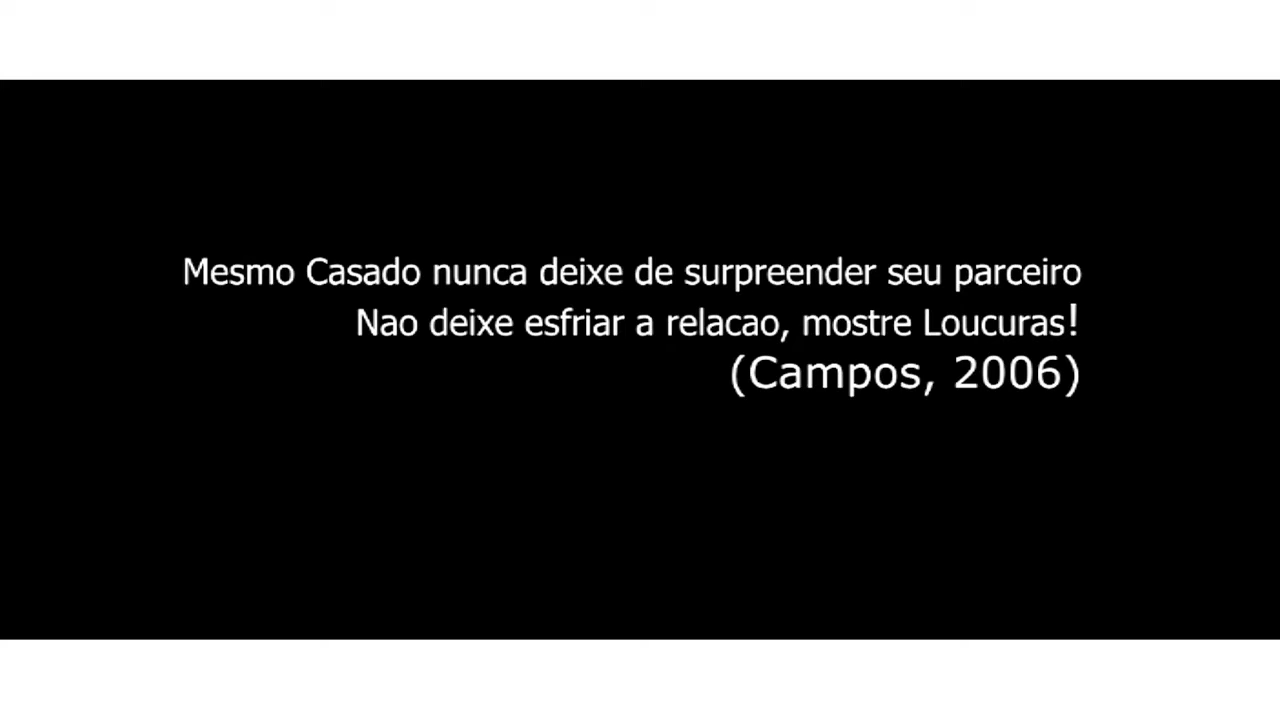 Mesmo Casado nunca deixe de surpreender seu parceiro
Nao deixe esfriar a relacao, mostre Loucuras!
(Campos, 2006)